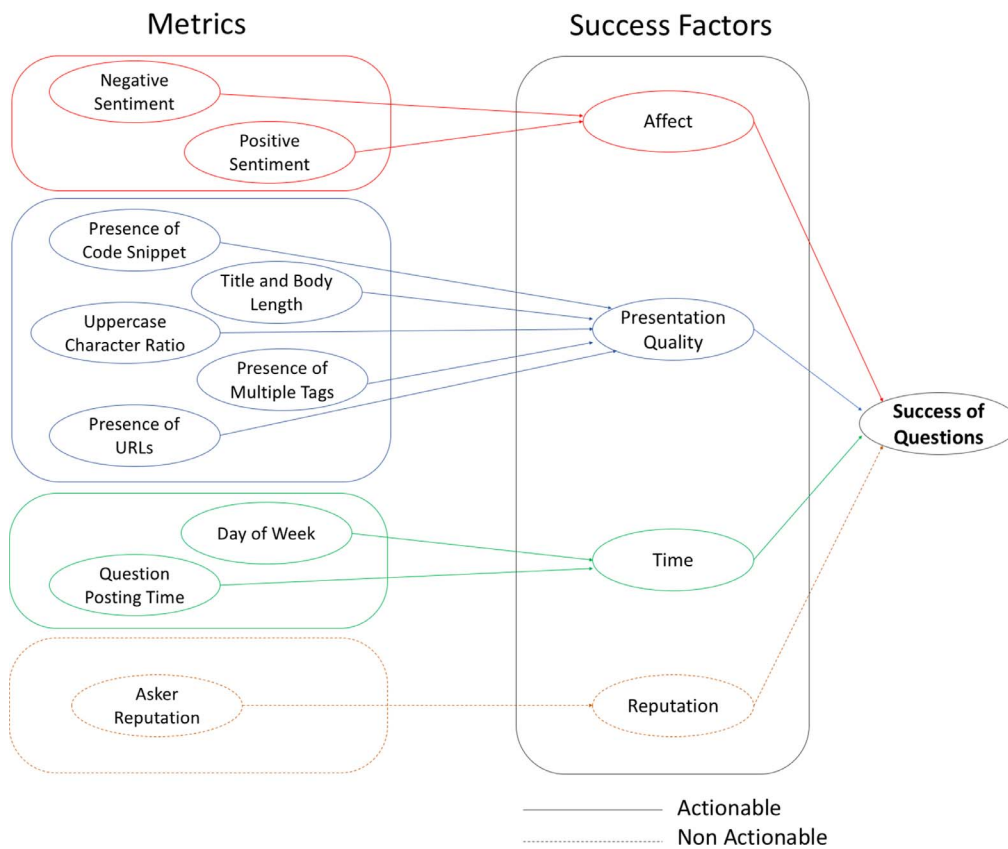 Metrics
Success Factors
Negative
Sentiment
Positive
Sentiment
Affect
Presence of
Code Snippet
Title and Body
Length
Uppercase
Character Ratio
Presence of
Multiple Tags
Presence of
URLs
Presentation
Quality
Success of
Questions
Day of Week
Question
Posting Time
Time
Asker
Reputation
Reputation
Actionable
Non Actionable